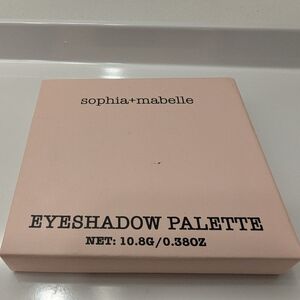 sophia+mabelle
EYESHADOW PALETTE
NET: 10.8G/0.38OZ